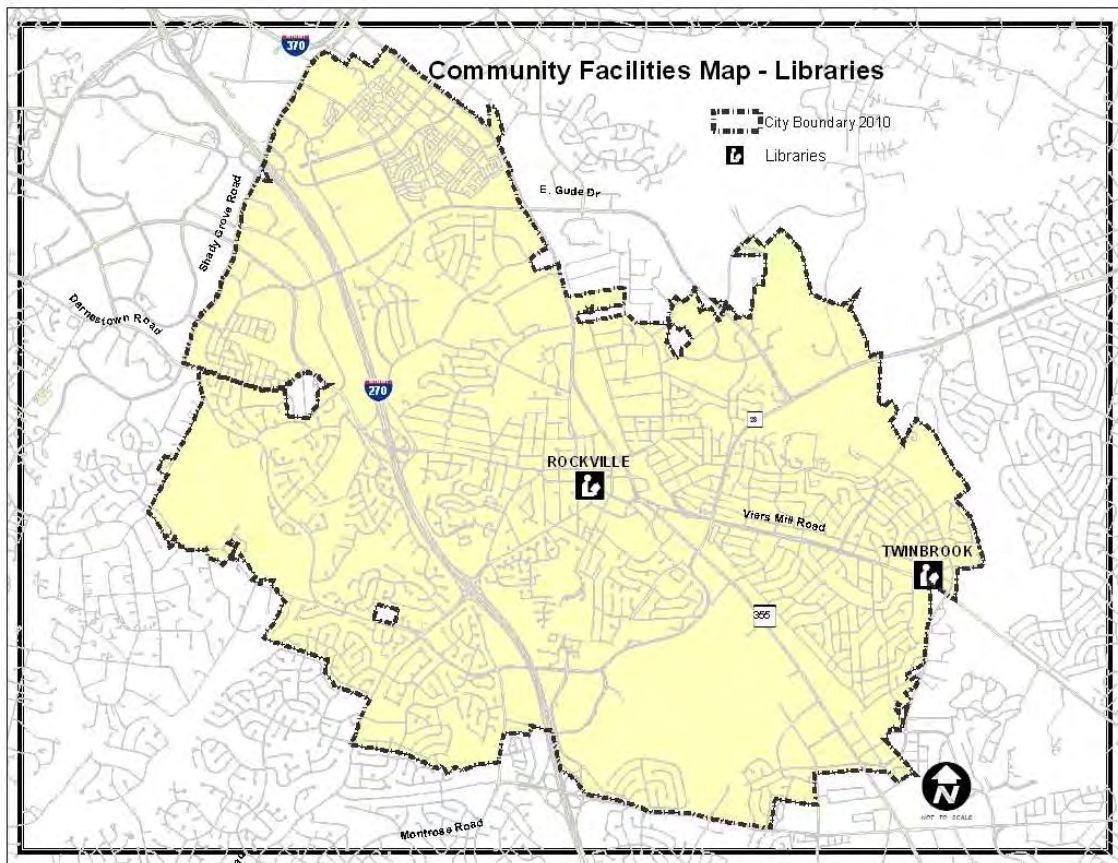 370
Community Facilities Map - Libraries
City Boundary 2010
Libraries
E. Gude Dr
Shady Grove Road
Darnestown Road
270
28
ROCKVILLE
Viers Mill Road
TWINBROOK
355
N
NOT TO SCALE
Montrose Road